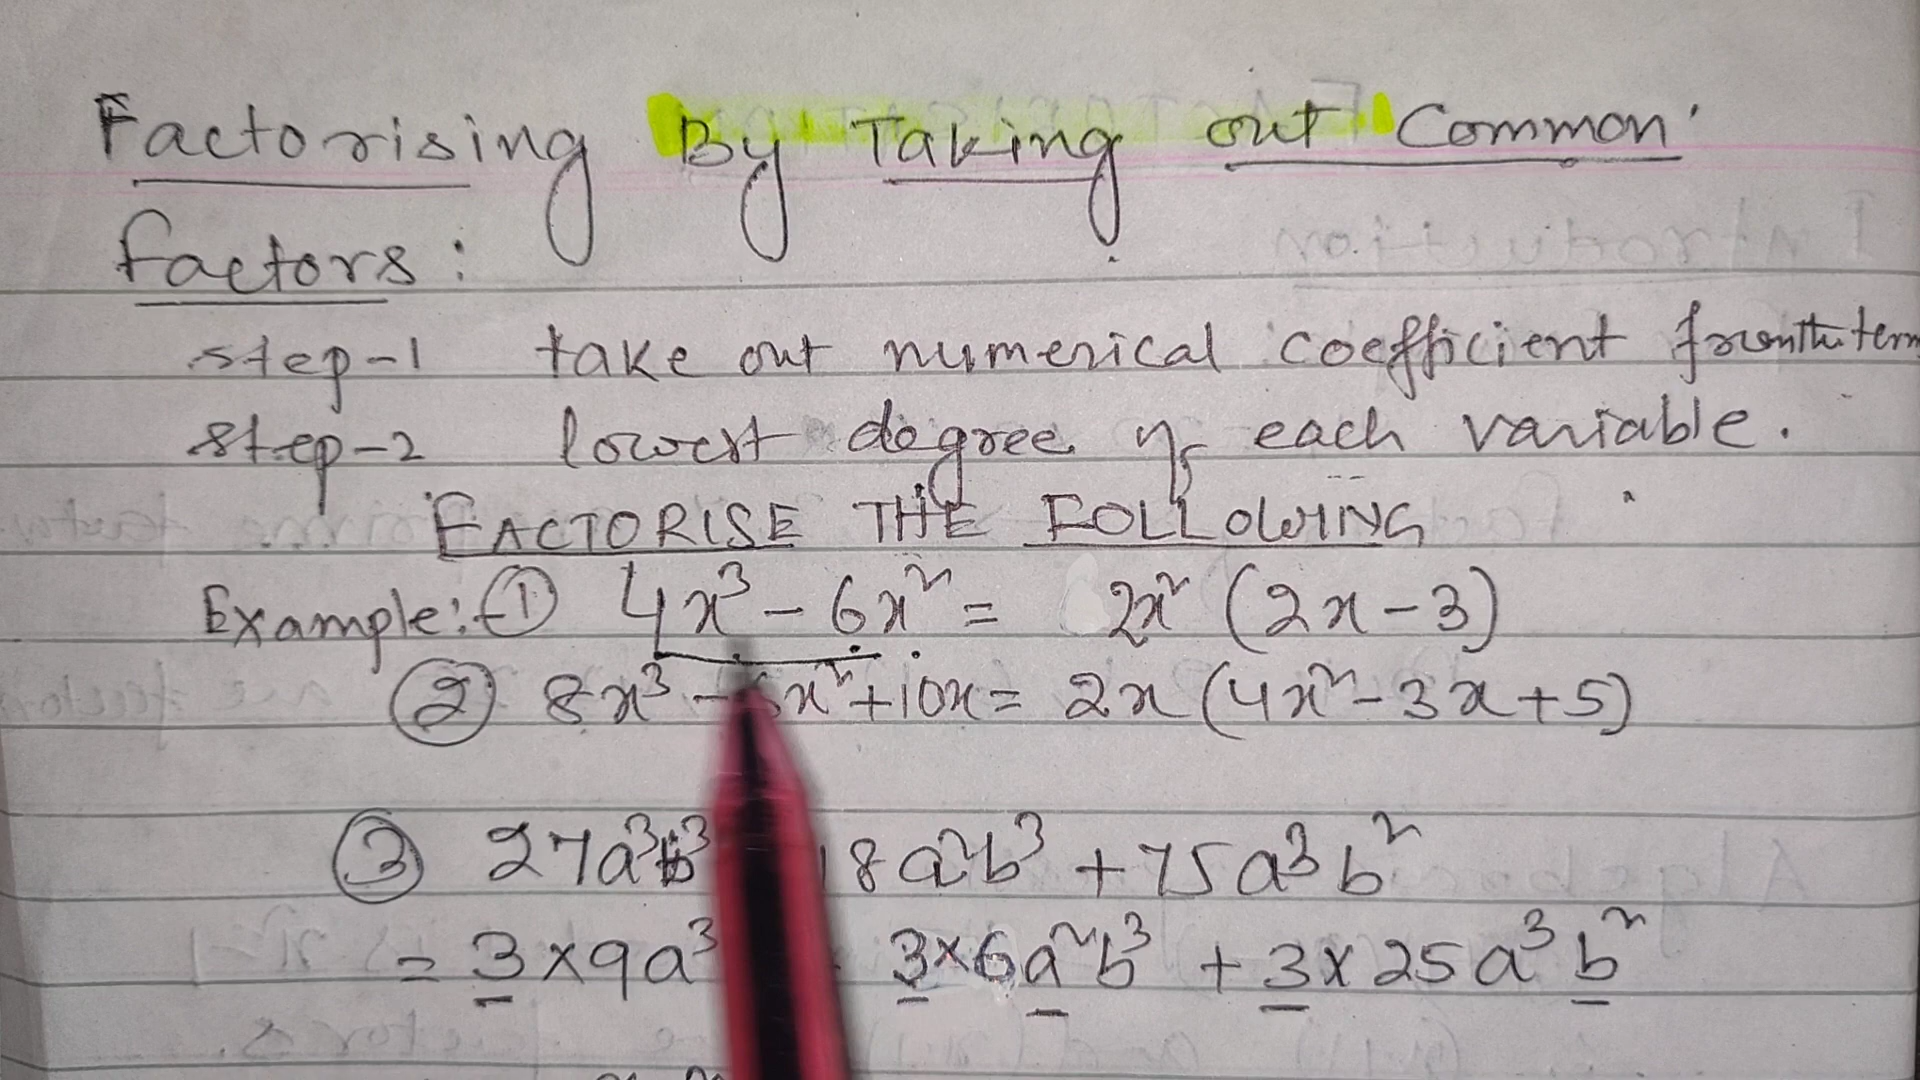 Factorising By Taking out Common
factors:
step-1 take out numerical coefficient from the term
step-2 lowest degree of each variable.
FACTORISE THE FOLLOWING
Example:- ① 4x³ - 6x² = 2x² (2x-3)
② 8x³ - 6x² + 10x = 2x (4x² - 3x + 5)
③ 27a³b³ 18a²b³ + 75a³b²
= 3×9a³ 3×6a²b³ + 3×25a³b²